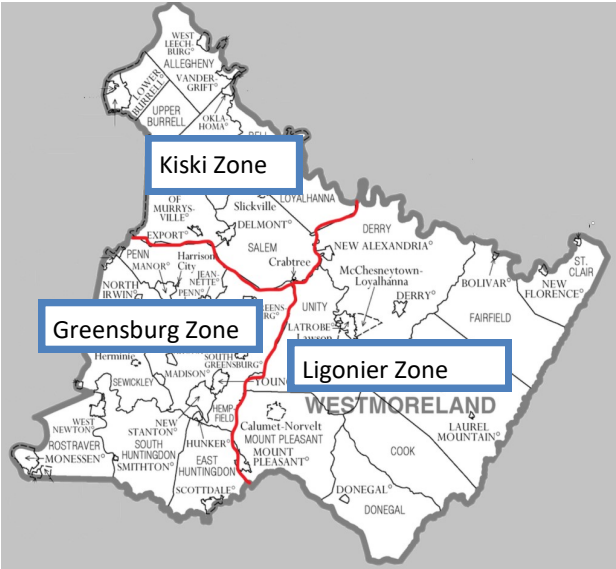 WEST
LEECH-
BURG°
ALLEGHENY
LOWER
BURRELL°
VANDER-
GRIFT°
UPPER
BURRELL
OKLA-
HOMA°
Kiski Zone
LOYALHANNA
OF
MURRYS-
VILLE°
Slickville
DELMONT°
EXPORT°
SALEM
DERRY
NEW ALEXANDRIA°
PENN
MANOR°
Harrison
City
JEAN-
NETTE°
Crabtree
McChesneytown-
Loyalhanna
ST.
CLAIR
NORTH
IRWIN°
PENN°
UNITY
DERRY°
BOLIVAR°
NEW
FLORENCE°
FAIRFIELD
LATROBE°
Lawson
Greensburg Zone
Ligonier Zone
Herminie
SOUTH
GREENSBURG°
MADISON°
SEWICKLEY
HEMP-
FIELD
WESTMORELAND
WEST
NEWTON°
NEW
STANTON°
Calumet-Norvelt
LAUREL
MOUNTAIN°
ROSTRAVER
MONESSEN°
SOUTH
HUNTINGDON
SMITHTON°
HUNKER°
MOUNT PLEASANT
MOUNT
PLEASANT°
COOK
EAST
HUNTINGDON
SCOTTDALE°
DONEGAL°
DONEGAL